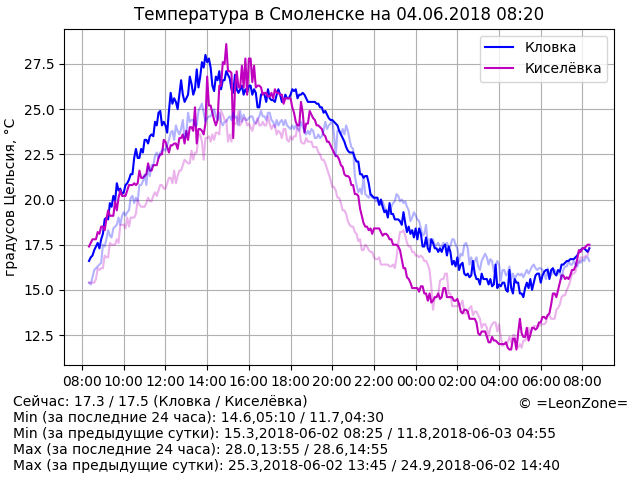 Температура в Смоленске на 04.06.2018 08:20
Кловка
Киселёвка
градусов Цельсия, °C
27.5
25.0
22.5
20.0
17.5
15.0
12.5
08:00 10:00 12:00 14:00 16:00 18:00 20:00 22:00 00:00 02:00 04:00 06:00 08:00
Сейчас: 17.3 / 17.5 (Кловка / Киселёвка)
© =LeonZone=
Min (за последние 24 часа): 14.6,05:10 / 11.7,04:30
Min (за предыдущие сутки): 15.3,2018-06-02 08:25 / 11.8,2018-06-03 04:55
Max (за последние 24 часа): 28.0,13:55 / 28.6,14:55
Max (за предыдущие сутки): 25.3,2018-06-02 13:45 / 24.9,2018-06-02 14:40